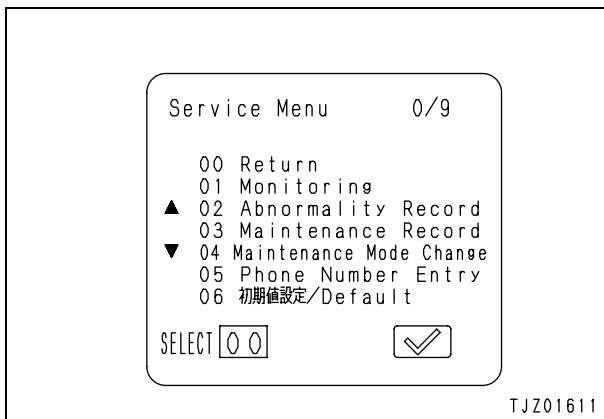 Service Menu 0/9
00 Return
01 Monitoring
▲ 02 Abnormality Record
03 Maintenance Record
▼ 04 Maintenance Mode Change
05 Phone Number Entry
06 初期値設定/Default
SELECT 00
TJZ01611